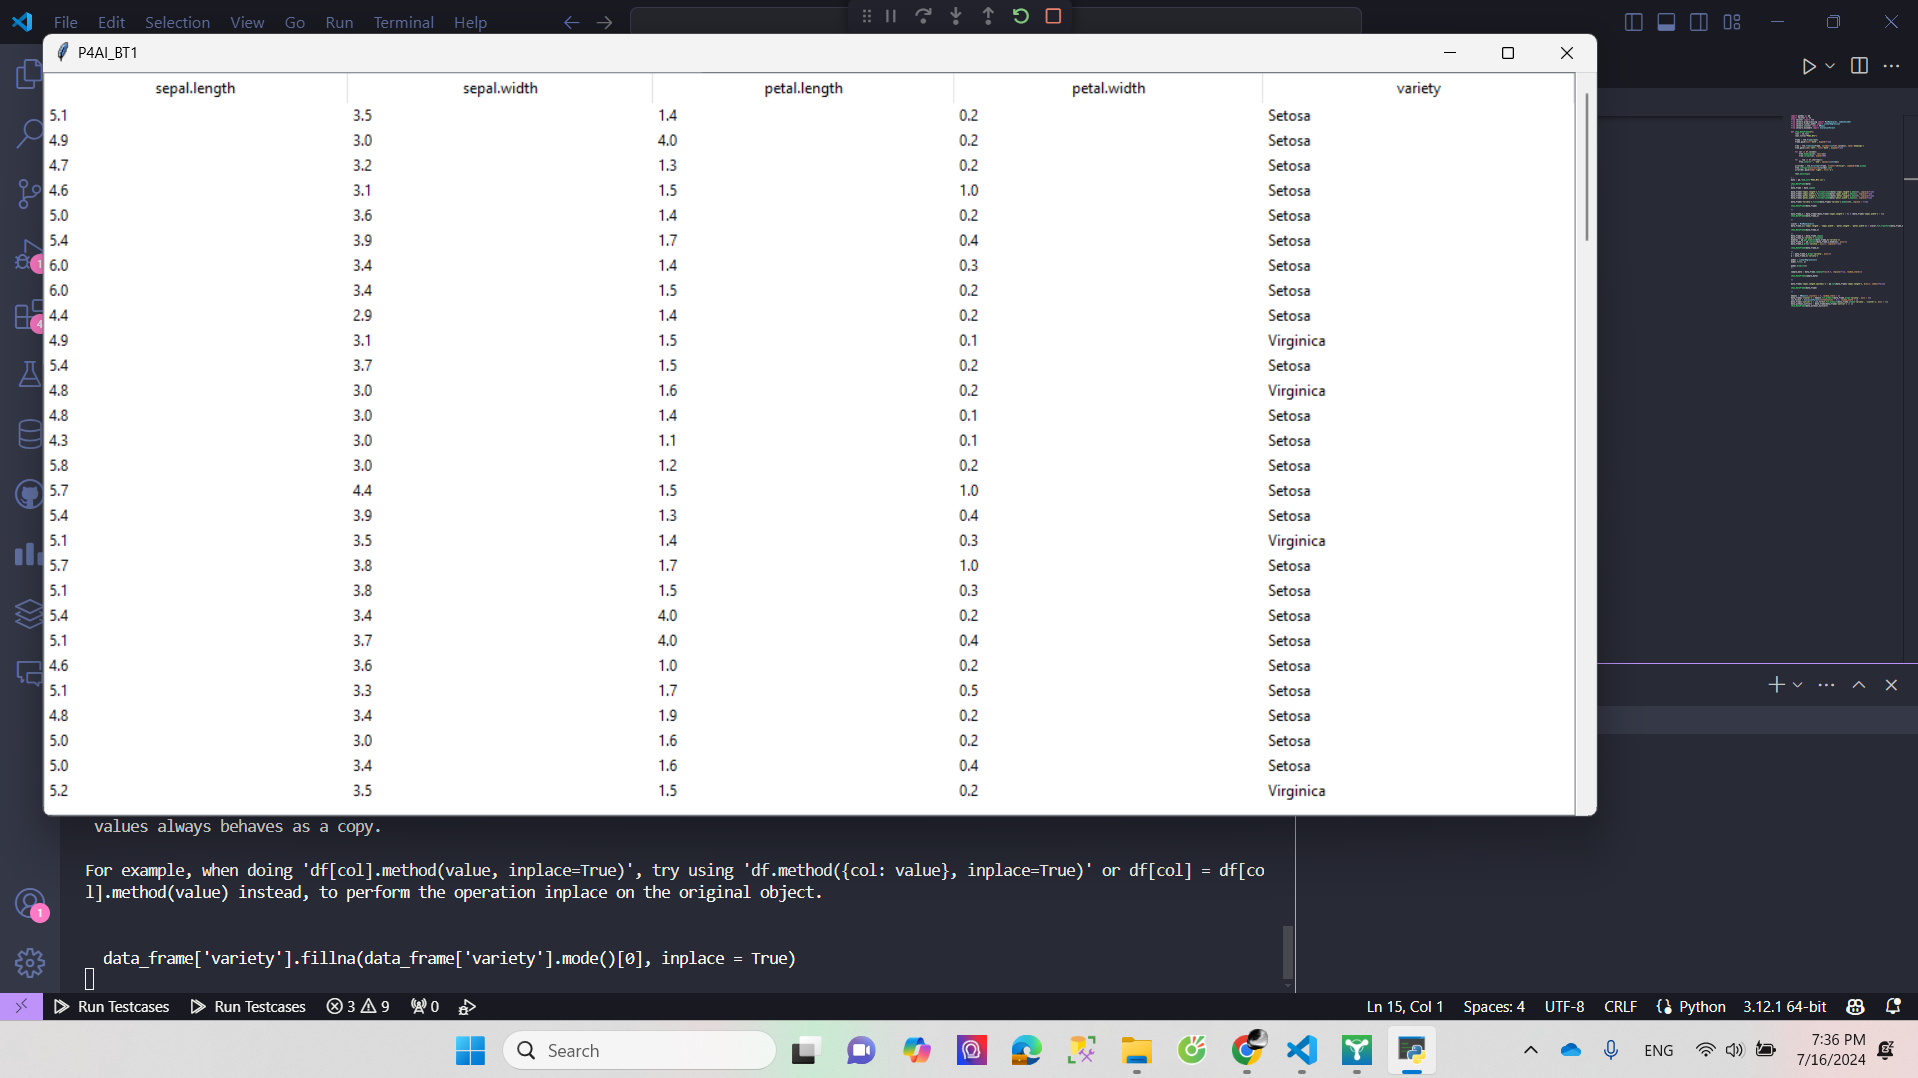 File Edit Selection View Go Run Terminal Help
P4AI_BT1
sepal.length sepal.width petal.length petal.width variety
5.1 3.5 1.4 0.2 Setosa
4.9 3.0 4.0 0.2 Setosa
4.7 3.2 1.3 0.2 Setosa
4.6 3.1 1.5 1.0 Setosa
5.0 3.6 1.4 0.2 Setosa
5.4 3.9 1.7 0.4 Setosa
6.0 3.4 1.4 0.3 Setosa
6.0 3.4 1.5 0.2 Setosa
4.4 2.9 1.4 0.2 Setosa
4.9 3.1 1.5 0.1 Virginica
5.4 3.7 1.5 0.2 Setosa
4.8 3.0 1.6 0.2 Virginica
4.8 3.0 1.4 0.1 Setosa
4.3 3.0 1.1 0.1 Setosa
5.8 3.0 1.2 0.2 Setosa
5.7 4.4 1.5 1.0 Setosa
5.4 3.9 1.3 0.4 Setosa
5.1 3.5 1.4 0.3 Virginica
5.7 3.8 1.7 1.0 Setosa
5.1 3.8 1.5 0.3 Setosa
5.4 3.4 4.0 0.2 Setosa
5.1 3.7 4.0 0.4 Setosa
4.6 3.6 1.0 0.2 Setosa
5.1 3.3 1.7 0.5 Setosa
4.8 3.4 1.9 0.2 Setosa
5.0 3.0 1.6 0.2 Setosa
5.0 3.4 1.6 0.4 Setosa
5.2 3.5 1.5 0.2 Virginica
1
4
1
values always behaves as a copy.
For example, when doing 'df[col].method(value, inplace=True)', try using 'df.method({col: value}, inplace=True)' or df[col] = df[co
l].method(value) instead, to perform the operation inplace on the original object.
data_frame['variety'].fillna(data_frame['variety'].mode()[0], inplace = True)
Run Testcases Run Testcases 3 9 0 Ln 15, Col 1 Spaces: 4 UTF-8 CRLF {} Python 3.12.1 64-bit
Search ENG 7:36 PM
7/16/2024